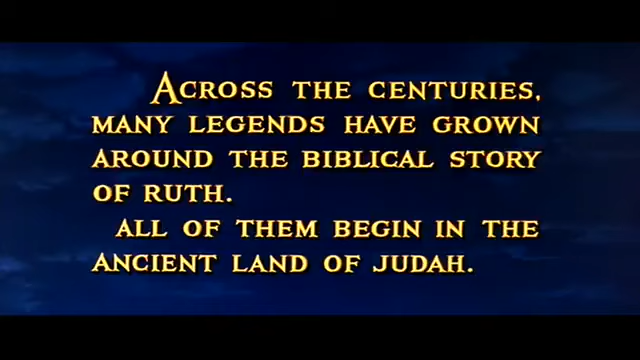 ACROSS THE CENTURIES,
MANY LEGENDS HAVE GROWN
AROUND THE BIBLICAL STORY
OF RUTH.
ALL OF THEM BEGIN IN THE
ANCIENT LAND OF JUDAH.